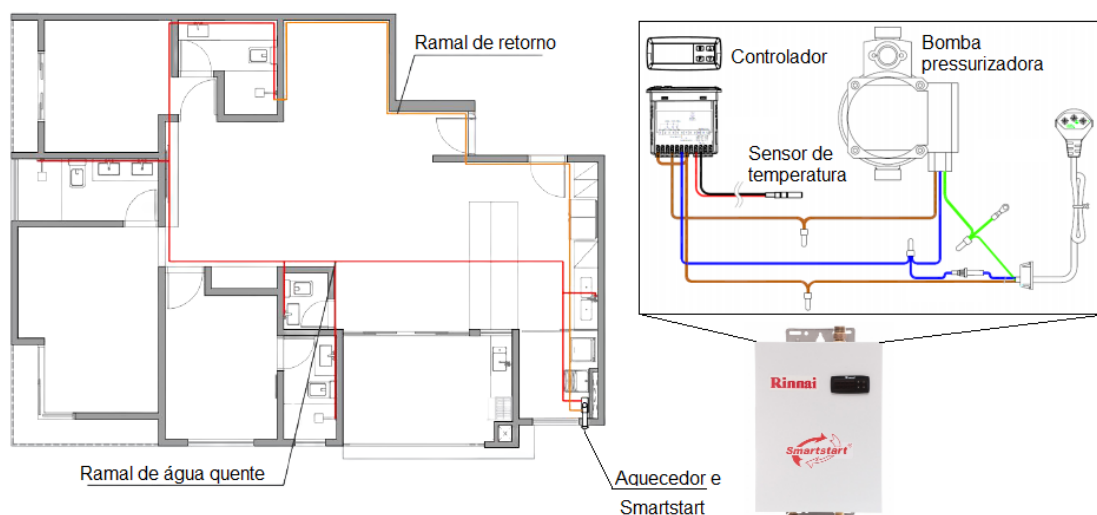 Ramal de retorno
Ramal de água quente
Aquecedor e
Smartstart
Controlador
Bomba
pressurizadora
Sensor de
temperatura
Rinnai
Smartstart